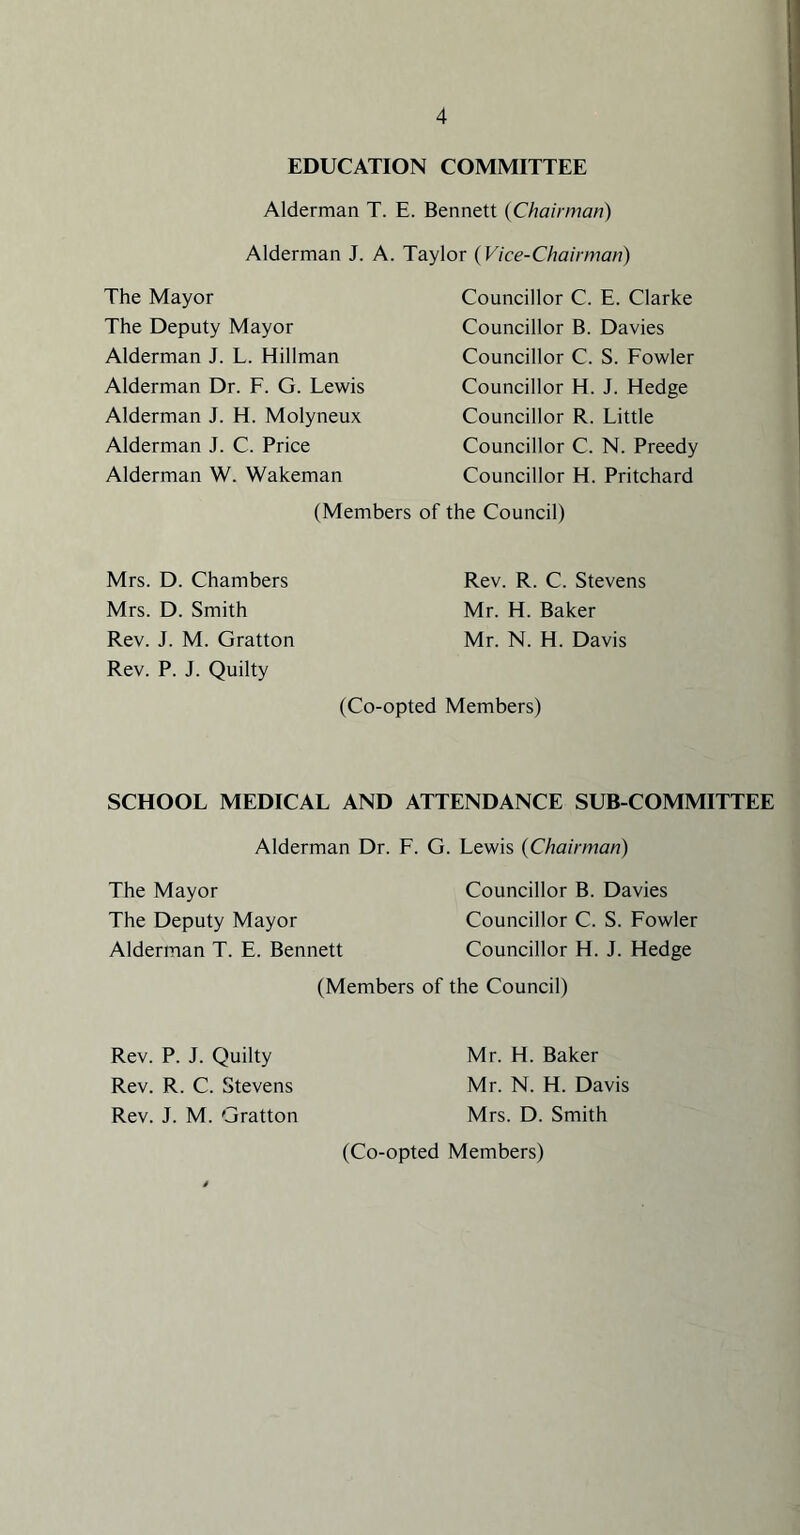 4
EDUCATION COMMITTEE
Alderman T. E. Bennett (Chairman)
Alderman J. A. Taylor (Vice-Chairman)
The Mayor
The Deputy Mayor
Alderman J. L. Hillman
Alderman Dr. F. G. Lewis
Alderman J. H. Molyneux
Alderman J. C. Price
Alderman W. Wakeman
Councillor C. E. Clarke
Councillor B. Davies
Councillor C. S. Fowler
Councillor H. J. Hedge
Councillor R. Little
Councillor C. N. Preedy
Councillor H. Pritchard
(Members of the Council)
Mrs. D. Chambers
Mrs. D. Smith
Rev. J. M. Gratton
Rev. P. J. Quilty
Rev. R. C. Stevens
Mr. H. Baker
Mr. N. H. Davis
(Co-opted Members)
SCHOOL MEDICAL AND ATTENDANCE SUB-COMMITTEE
Alderman Dr. F. G. Lewis (Chairman)
The Mayor
The Deputy Mayor
Alderman T. E. Bennett
Councillor B. Davies
Councillor C. S. Fowler
Councillor H. J. Hedge
(Members of the Council)
Rev. P. J. Quilty
Rev. R. C. Stevens
Rev. J. M. Gratton
Mr. H. Baker
Mr. N. H. Davis
Mrs. D. Smith
(Co-opted Members)